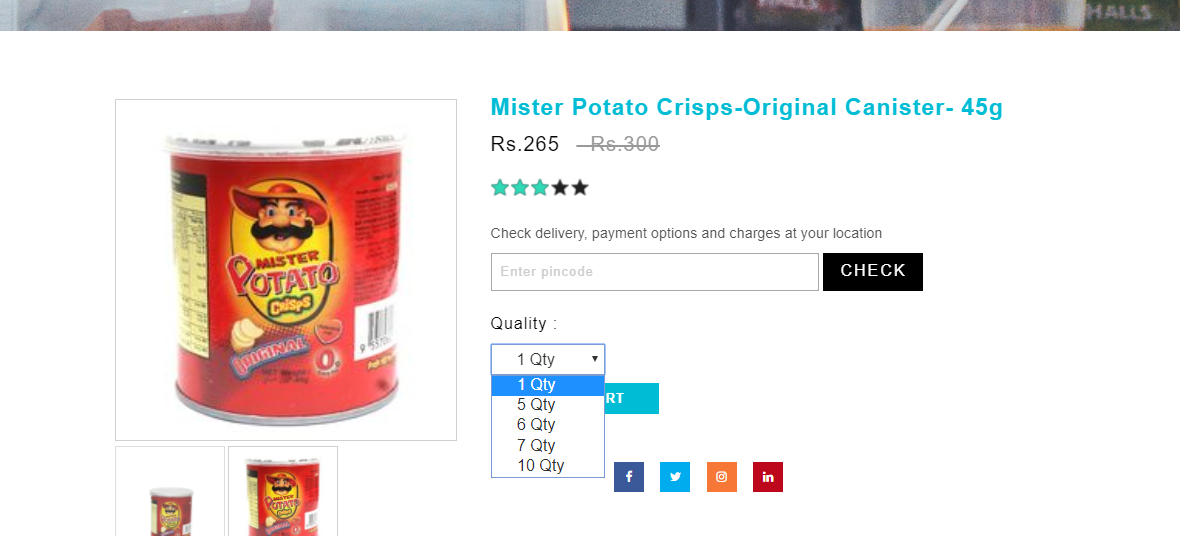 HALLS
HALLS
Mister Potato Crisps-Original Canister- 45g
Rs.265 Rs.300
MISTER
POTATO
Crisps
ORIGINAL
Check delivery, payment options and charges at your location
Enter pincode
CHECK
Quality :
1 Qty
1 Qty
5 Qty
6 Qty
7 Qty
10 Qty
RT